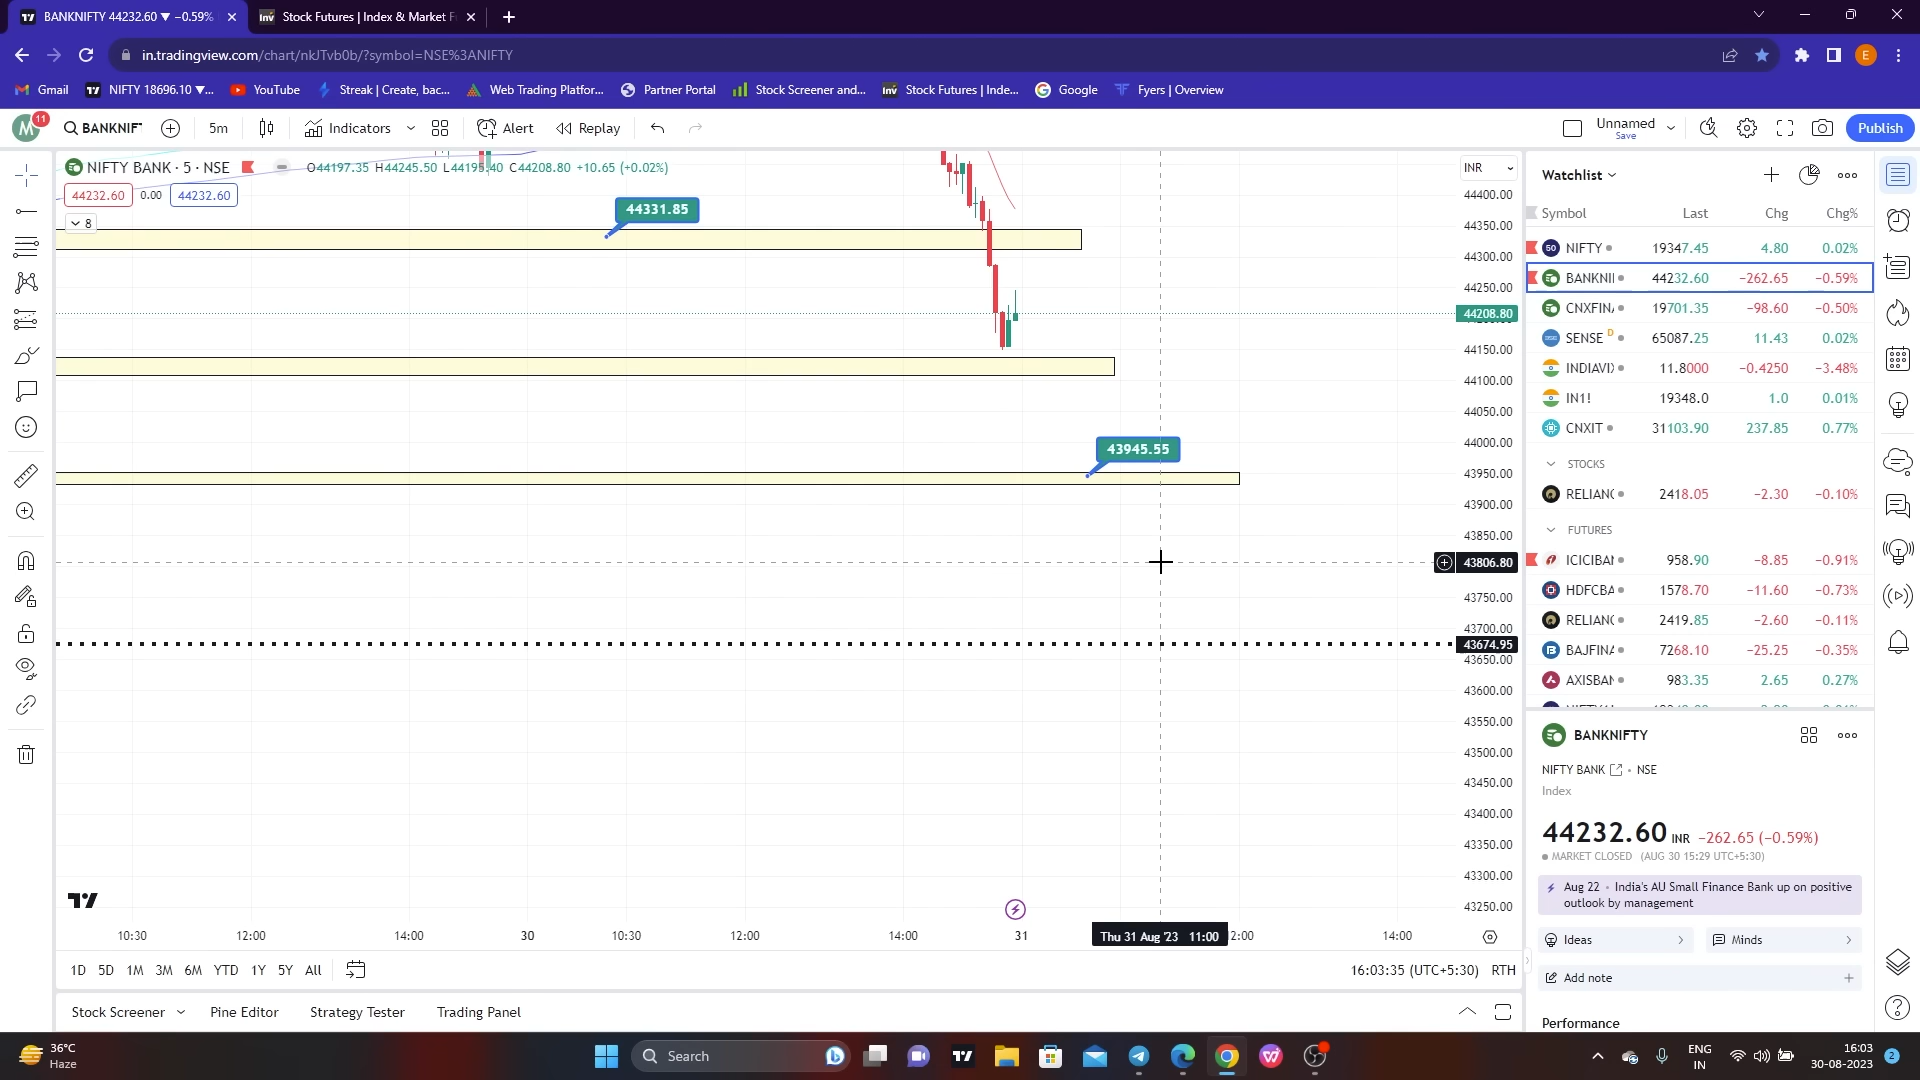 BANKNIFTY 44232.60 ▼ −0.59%
Stock Futures | Index & Market F
in.tradingview.com/chart/nkJTvb0b/?symbol=NSE%3ANIFTY
E
Gmail
NIFTY 18696.10 ▼...
YouTube
Streak | Create, bac...
Web Trading Platfor...
Partner Portal
Stock Screener and...
Inv
Stock Futures | Inde...
Google
Fyers | Overview
M
11
BANKNIF
5m
Indicators
Alert
Replay
Unnamed
Save
Publish
NIFTY BANK · 5 · NSE
O44197.35 H44245.50 L44195.40 C44208.80 +10.65 (+0.02%)
44232.60 0.00 44232.60
8
44331.85
43945.55
INR
44400.00
44350.00
44300.00
44250.00
44208.80
44150.00
44100.00
44050.00
44000.00
43950.00
43900.00
43850.00
43806.80
43750.00
43700.00
43674.95
43650.00
43600.00
43550.00
43500.00
43450.00
43400.00
43350.00
43300.00
43250.00
10:30 12:00 14:00 30 10:30 12:00 14:00 31 Thu 31 Aug '23 11:00 2:00 14:00
1D 5D 1M 3M 6M YTD 1Y 5Y All
16:03:35 (UTC+5:30) RTH
Stock Screener Pine Editor Strategy Tester Trading Panel
Watchlist
Symbol Last Chg Chg%
50 NIFTY 19347.45 4.80 0.02%
BANKNI 44232.60 −262.65 −0.59%
CNXFIN 19701.35 −98.60 −0.50%
SENSE D 65087.25 11.43 0.02%
INDIAVI 11.8000 −0.4250 −3.48%
IN1! 19348.0 1.0 0.01%
CNXIT 31103.90 237.85 0.77%
STOCKS
RELIANC 2418.05 −2.30 −0.10%
FUTURES
ICICIBAN 958.90 −8.85 −0.91%
HDFCBA 1578.70 −11.60 −0.73%
RELIANC 2419.85 −2.60 −0.11%
BAJFINA 7268.10 −25.25 −0.35%
AXISBAN 983.35 2.65 0.27%
BANKNIFTY
NIFTY BANK · NSE
Index
44232.60 INR −262.65 (−0.59%)
MARKET CLOSED (AUG 30 15:29 UTC+5:30)
Aug 22 · India's AU Small Finance Bank up on positive
outlook by management
Ideas
Minds
Add note
Performance
36°C
Haze
Search
ENG
IN
16:03
30-08-2023
2